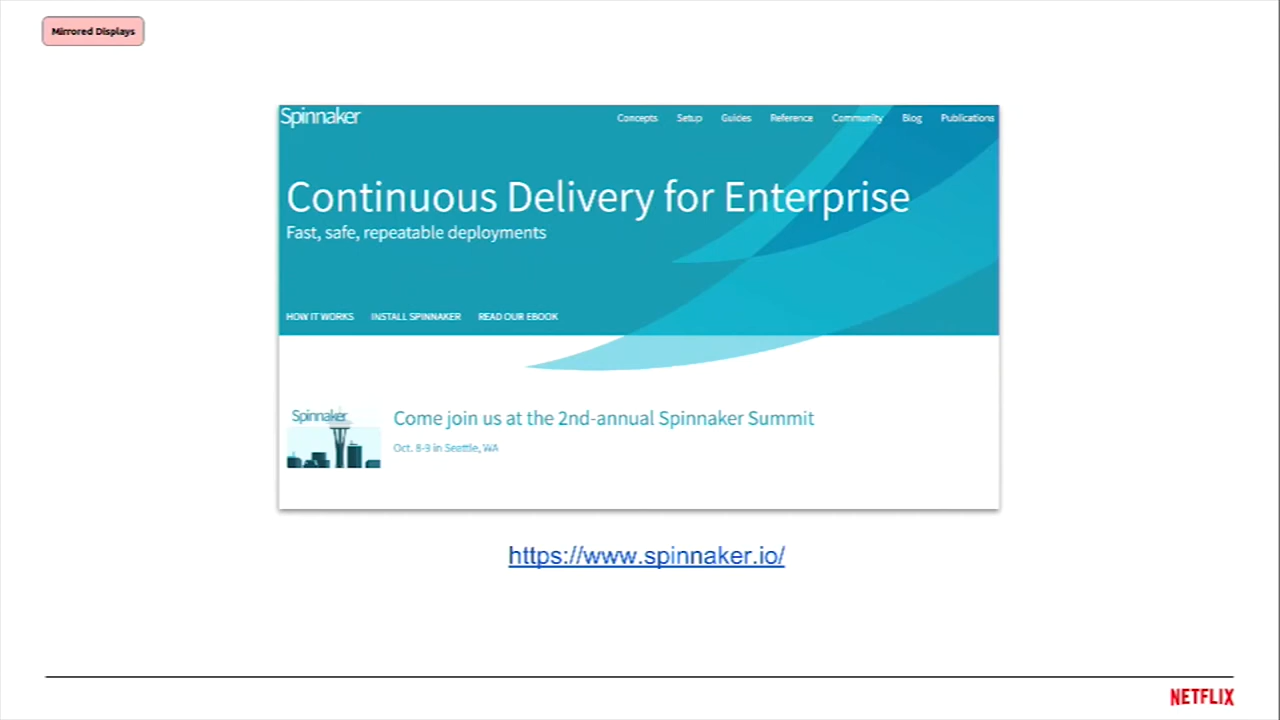 Mirrored Displays
Spinnaker
Concepts Setup Guides Reference Community Blog Publications
Continuous Delivery for Enterprise
Fast, safe, repeatable deployments
HOW IT WORKS INSTALL SPINNAKER READ OUR EBOOK
Spinnaker
Come join us at the 2nd-annual Spinnaker Summit
Oct. 8-9 in Seattle, WA
https://www.spinnaker.io/
NETFLIX